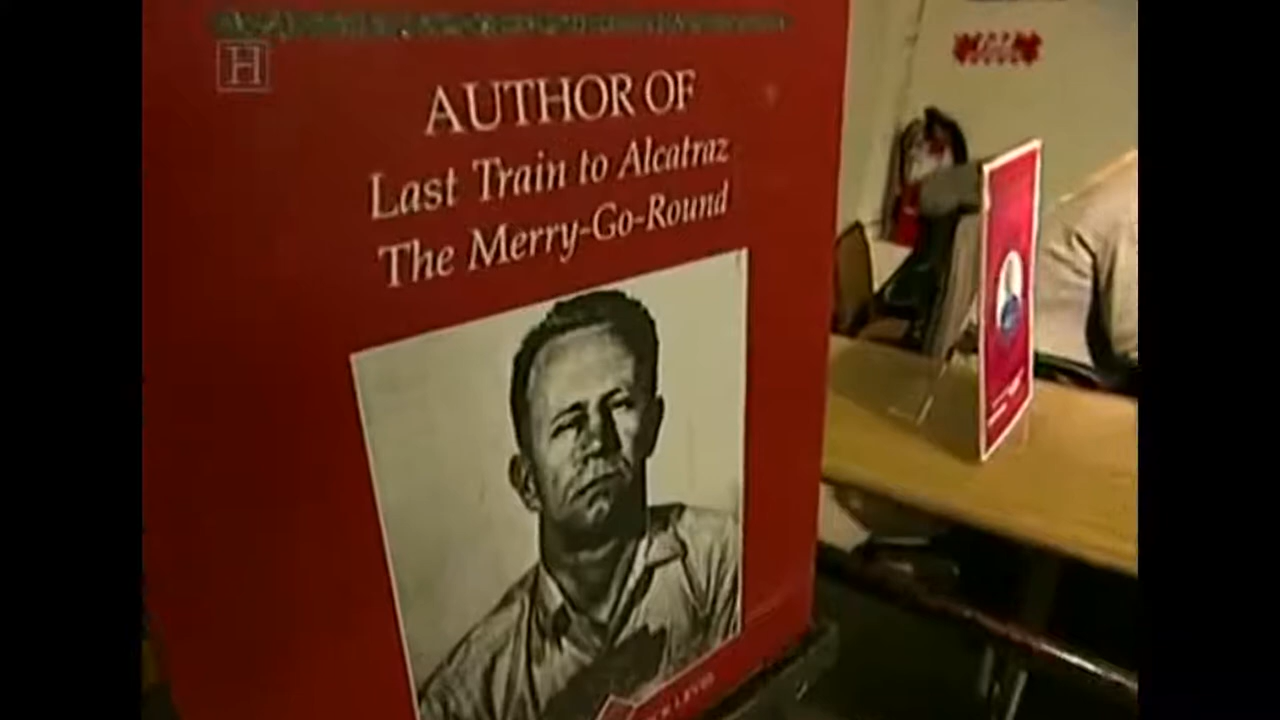 H
AUTHOR OF
Last Train to Alcatraz
The Merry-Go-Round